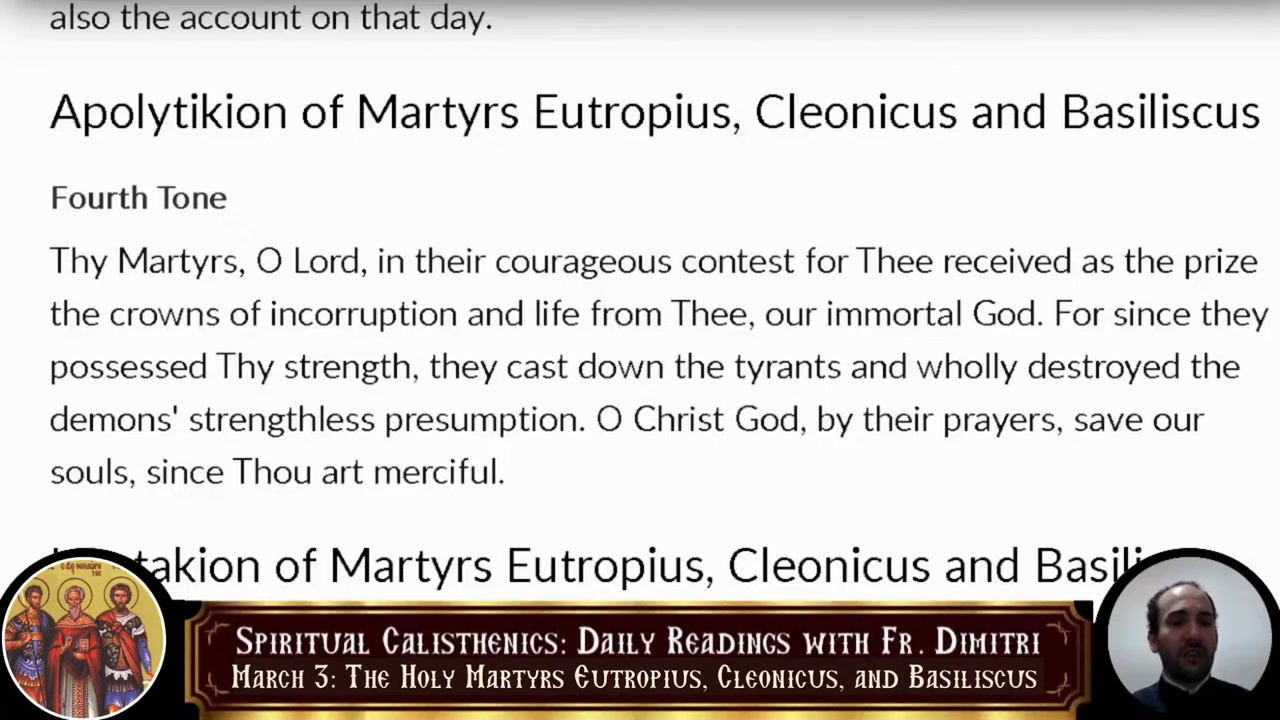 also the account on that day.
Apolytikion of Martyrs Eutropius, Cleonicus and Basiliscus
Fourth Tone
Thy Martyrs, O Lord, in their courageous contest for Thee received as the prize
the crowns of incorruption and life from Thee, our immortal God. For since they
possessed Thy strength, they cast down the tyrants and wholly destroyed the
demons' strengthless presumption. O Christ God, by their prayers, save our
souls, since Thou art merciful.
of Martyrs Eutropius, Cleonicus and
Spiritual Calisthenics: Daily Readings with Fr. Dimitri
March 3: The Holy Martyrs Eutropius, Cleonicus, and Basiliscus